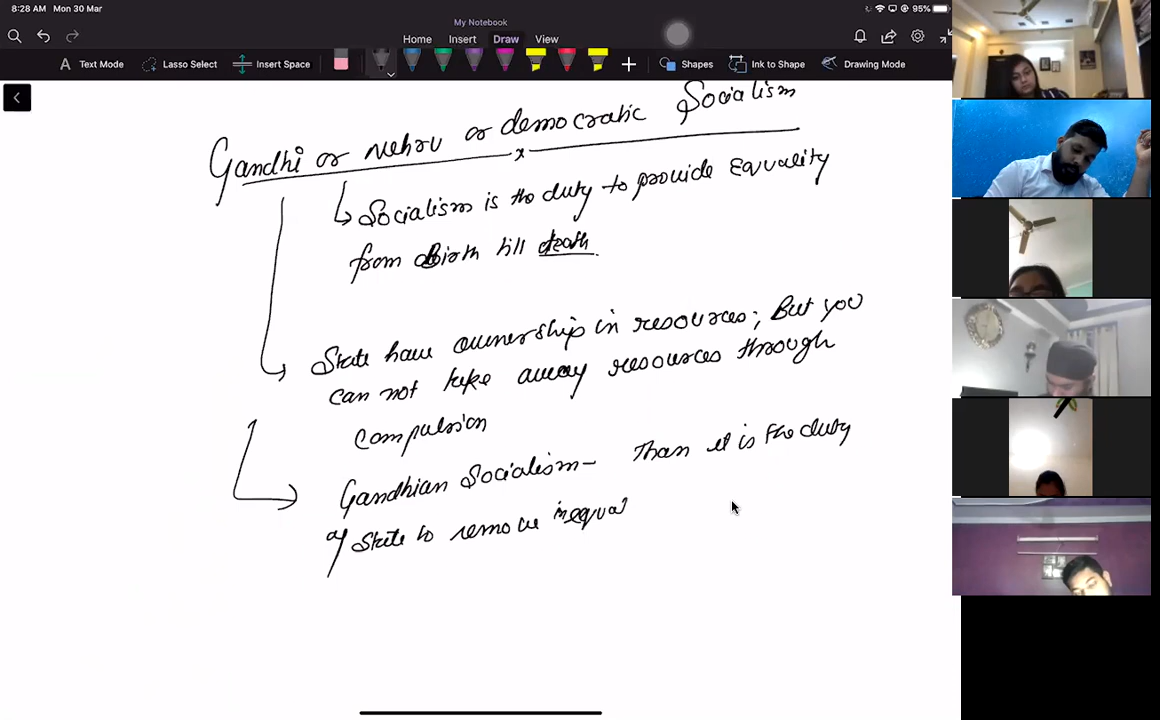 8:28 AM Mon 30 Mar
95%
My Notebook
Home Insert Draw View
Text Mode Lasso Select Insert Space Shapes Ink to Shape Drawing Mode
Gandhi or Nehru or democratic Socialism
x
Socialism is the duty to provide Equality
from Birth till death.
State have ownership in resources; But you
can not take away resources through
compulsion
Gandhian Socialism- Than it is the duty
of State to remove inequal